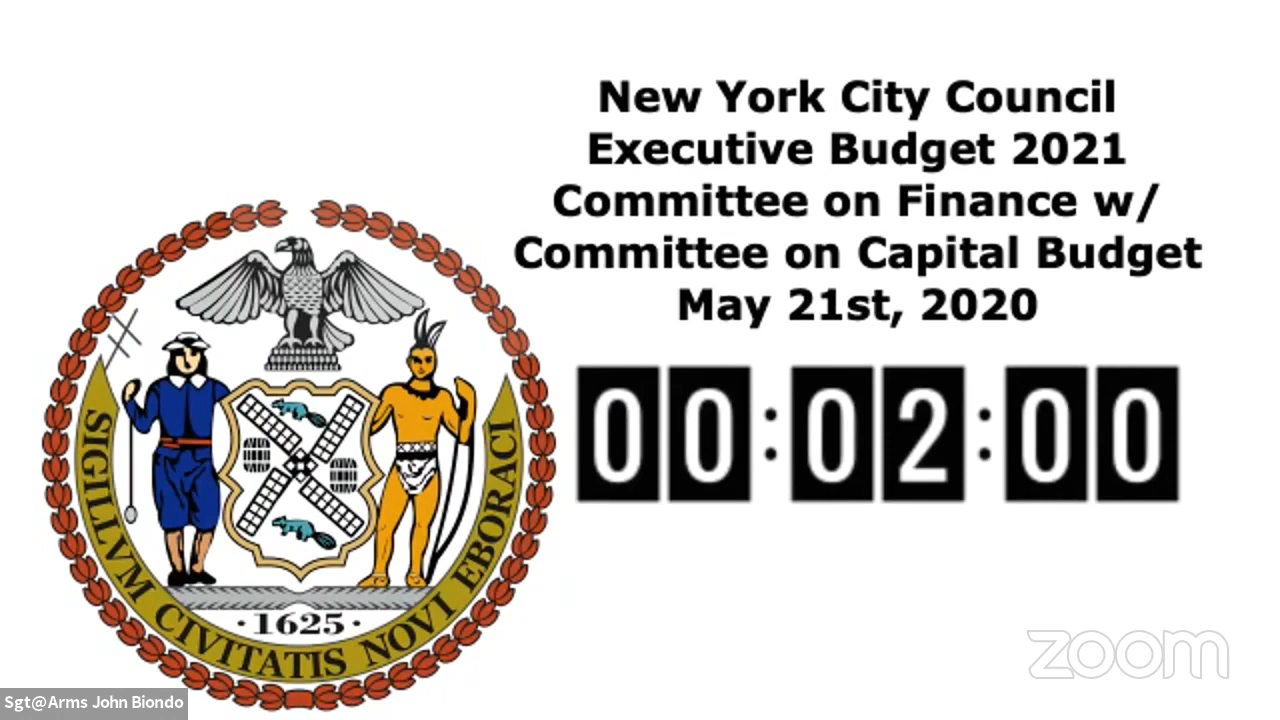 New York City Council
Executive Budget 2021
Committee on Finance w/
Committee on Capital Budget
May 21st, 2020
00:02:00
SIGILLVM CIVITATIS NOVI EBORACI
·1625·
zoom
Sgt@Arms John Biondo